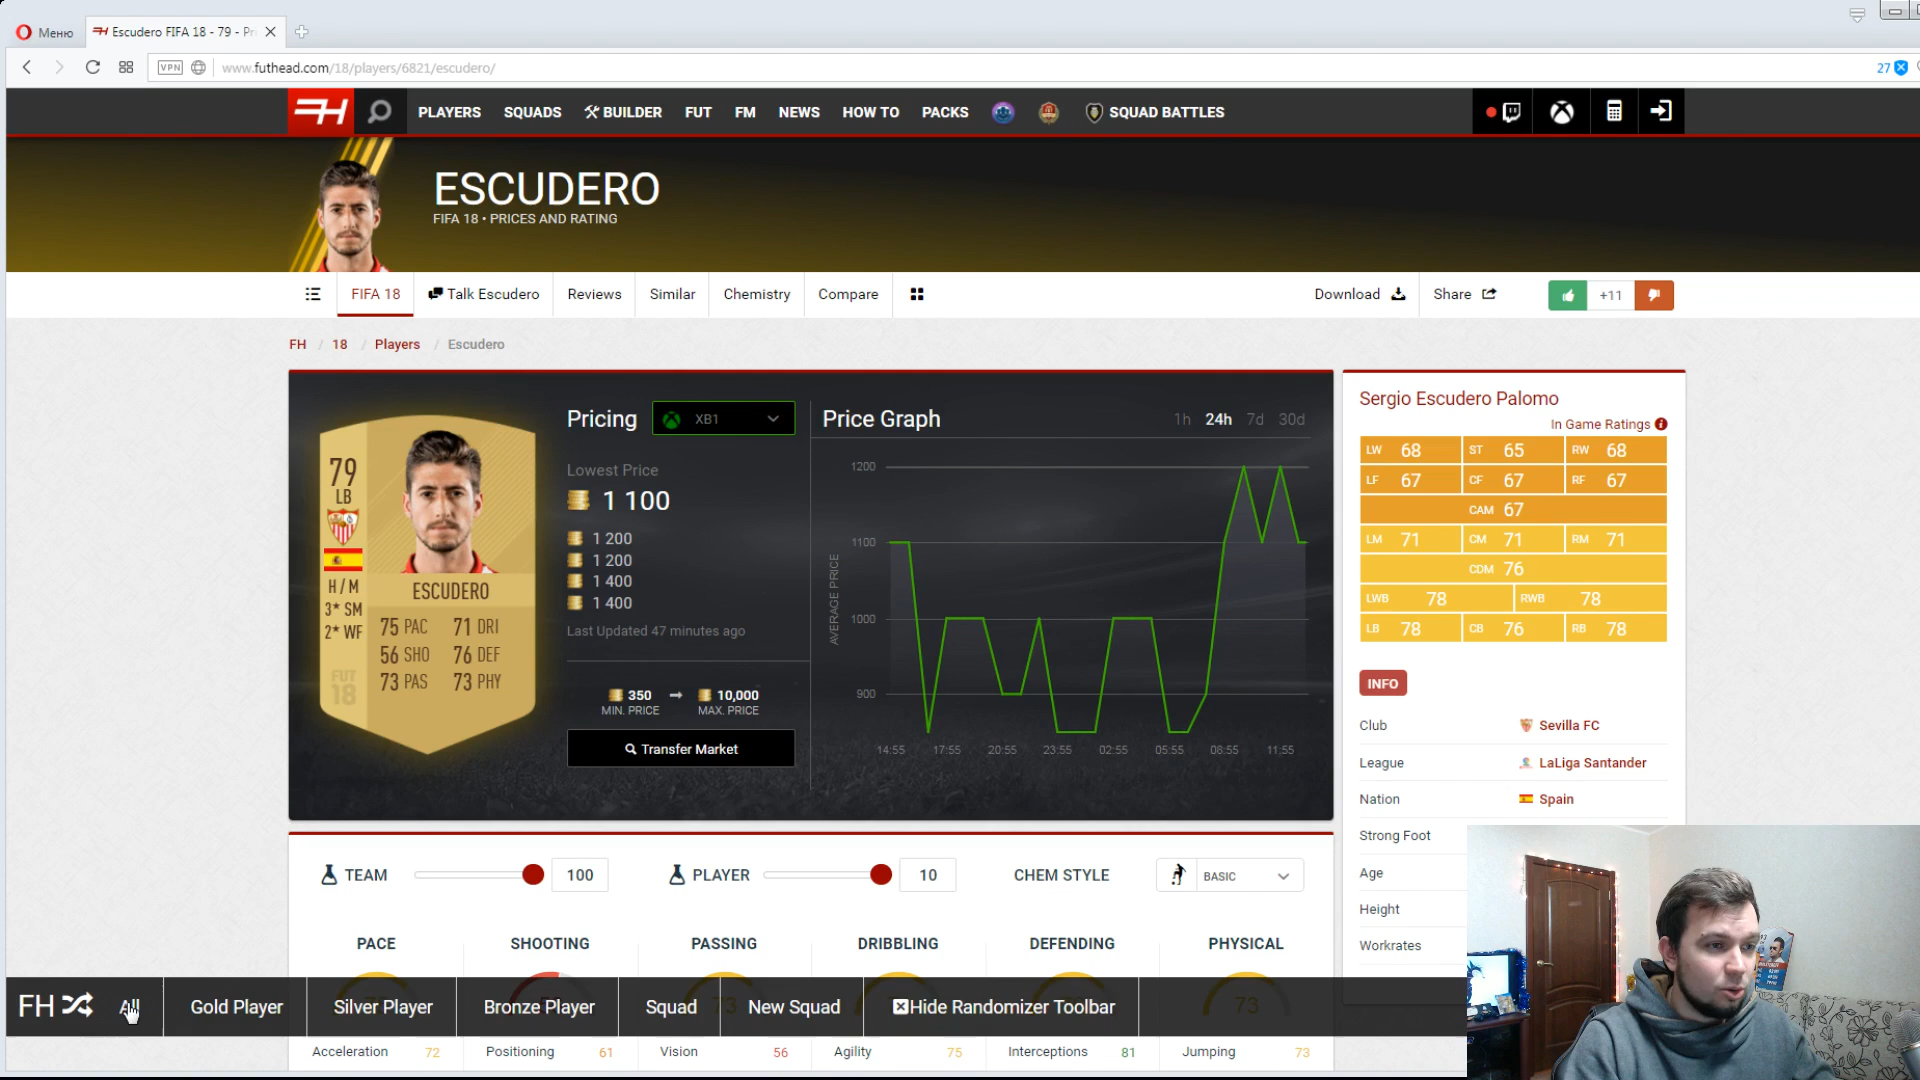 Меню
Escudero FIFA 18 - 79 - Pri
VPN
www.futhead.com/18/players/6821/escudero/
27
FH
PLAYERS
SQUADS
BUILDER
FUT
FM
NEWS
HOW TO
PACKS
SQUAD BATTLES
ESCUDERO
FIFA 18 • PRICES AND RATING
FIFA 18
Talk Escudero
Reviews
Similar
Chemistry
Compare
Download
Share
+11
FH / 18 / Players / Escudero
79
LB
H / M
3* SM
2* WF
ESCUDERO
75 PAC 71 DRI
56 SHO 76 DEF
73 PAS 73 PHY
FUT
18
Pricing
XB1
Lowest Price
1 100
1 200
1 200
1 400
1 400
Last Updated 47 minutes ago
350
MIN. PRICE
10,000
MAX. PRICE
Transfer Market
Price Graph
1h 24h 7d 30d
AVERAGE PRICE
1200
1100
1000
900
14:55 17:55 20:55 23:55 02:55 05:55 08:55 11:55
Sergio Escudero Palomo
In Game Ratings
LW 68 ST 65 RW 68
LF 67 CF 67 RF 67
CAM 67
LM 71 CM 71 RM 71
CDM 76
LWB 78 RWB 78
LB 78 CB 76 RB 78
INFO
Club Sevilla FC
League LaLiga Santander
Nation Spain
Strong Foot
Age
Height
Workrates
TEAM 100
PLAYER 10
CHEM STYLE
BASIC
PACE
SHOOTING
PASSING
DRIBBLING
DEFENDING
PHYSICAL
73
73
FH
All
Gold Player
Silver Player
Bronze Player
Squad
New Squad
Hide Randomizer Toolbar
Acceleration 72
Positioning 61
Vision 56
Agility 75
Interceptions 81
Jumping 73